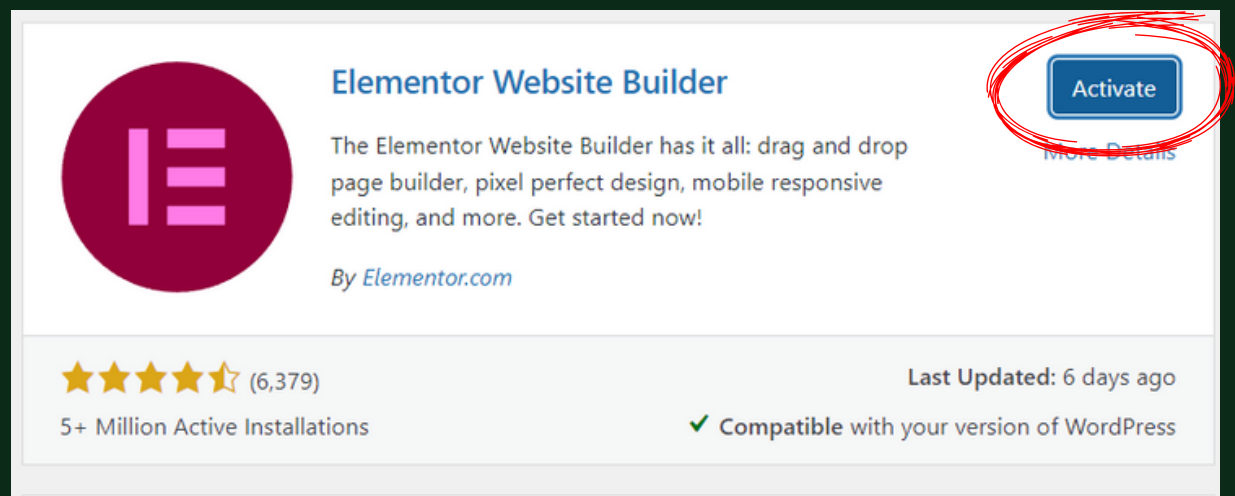 Elementor Website Builder
Activate
The Elementor Website Builder has it all: drag and drop
More Details
page builder, pixel perfect design, mobile responsive
editing, and more. Get started now!
By Elementor.com
(6,379)
Last Updated: 6 days ago
5+ Million Active Installations
Compatible with your version of WordPress